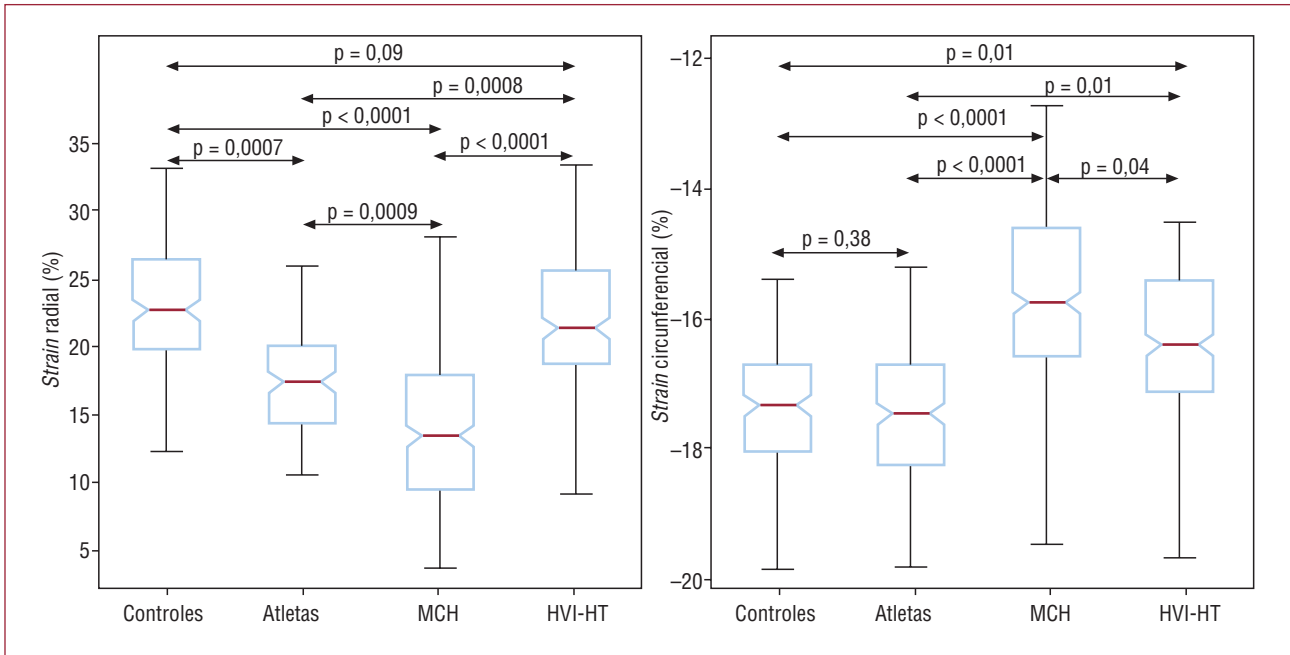 p = 0,09
p = 0,0008
p < 0,0001
p = 0,0007
p < 0,0001
p = 0,0009
35
30
25
20
15
10
5
Strain radial (%)
Controles Atletas MCH HVI-HT
p = 0,01
p = 0,01
p < 0,0001
p < 0,0001
p = 0,04
p = 0,38
–12
–14
–16
–18
–20
Strain circunferencial (%)
Controles Atletas MCH HVI-HT